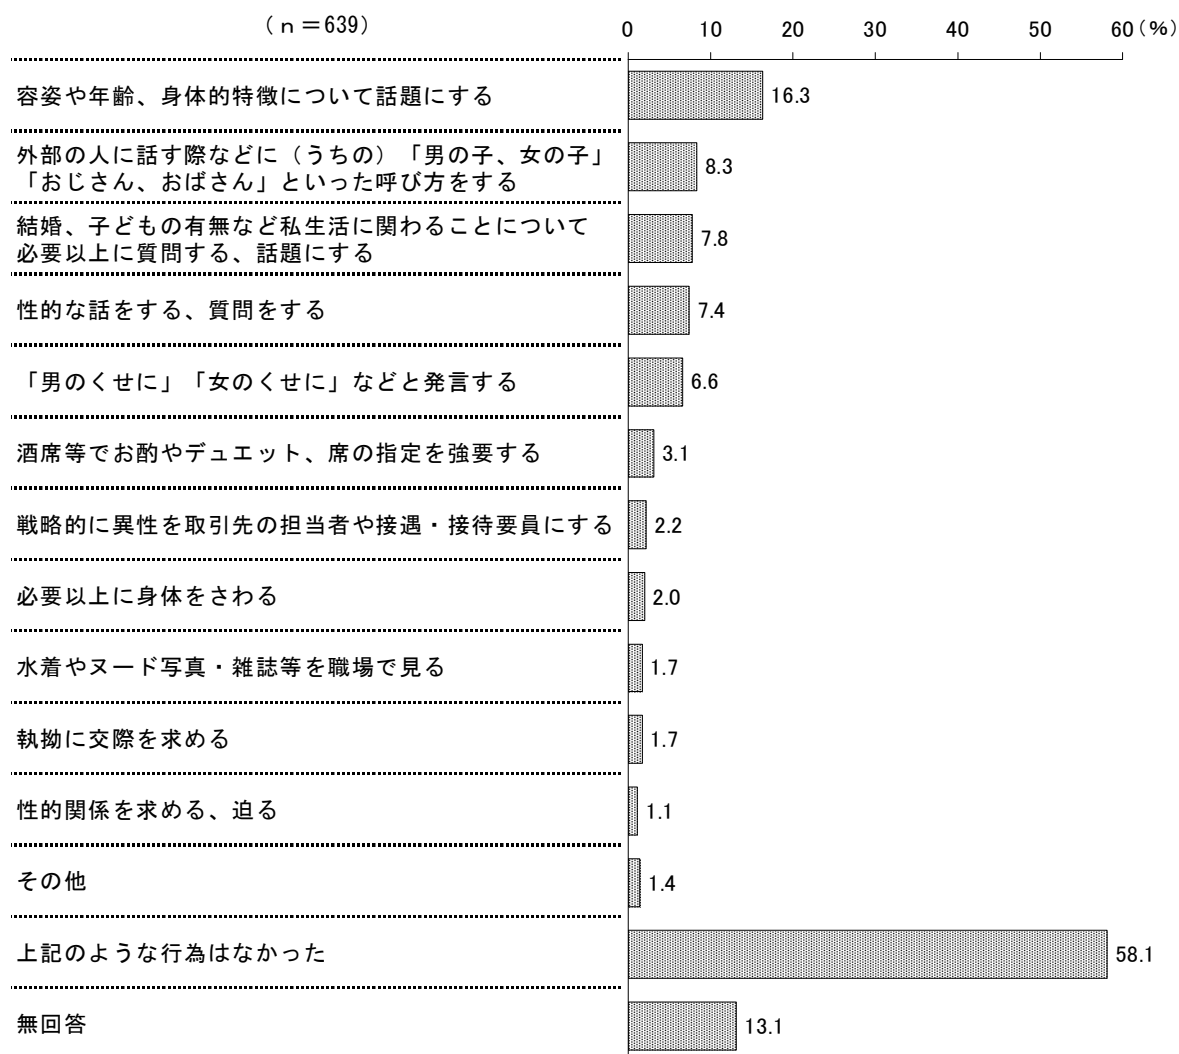 (n=639)
0 10 20 30 40 50 60(%)
容姿や年齢、身体的特徴について話題にする 16.3
外部の人に話す際などに(うちの)「男の子、女の子」
「おじさん、おばさん」といった呼び方をする 8.3
結婚、子どもの有無など私生活に関わることについて
必要以上に質問する、話題にする 7.8
性的な話をする、質問をする 7.4
「男のくせに」「女のくせに」などと発言する 6.6
酒席等でお酌やデュエット、席の指定を強要する 3.1
戦略的に異性を取引先の担当者や接遇・接待要員にする 2.2
必要以上に身体をさわる 2.0
水着やヌード写真・雑誌等を職場で見る 1.7
執拗に交際を求める 1.7
性的関係を求める、迫る 1.1
その他 1.4
上記のような行為はなかった 58.1
無回答 13.1